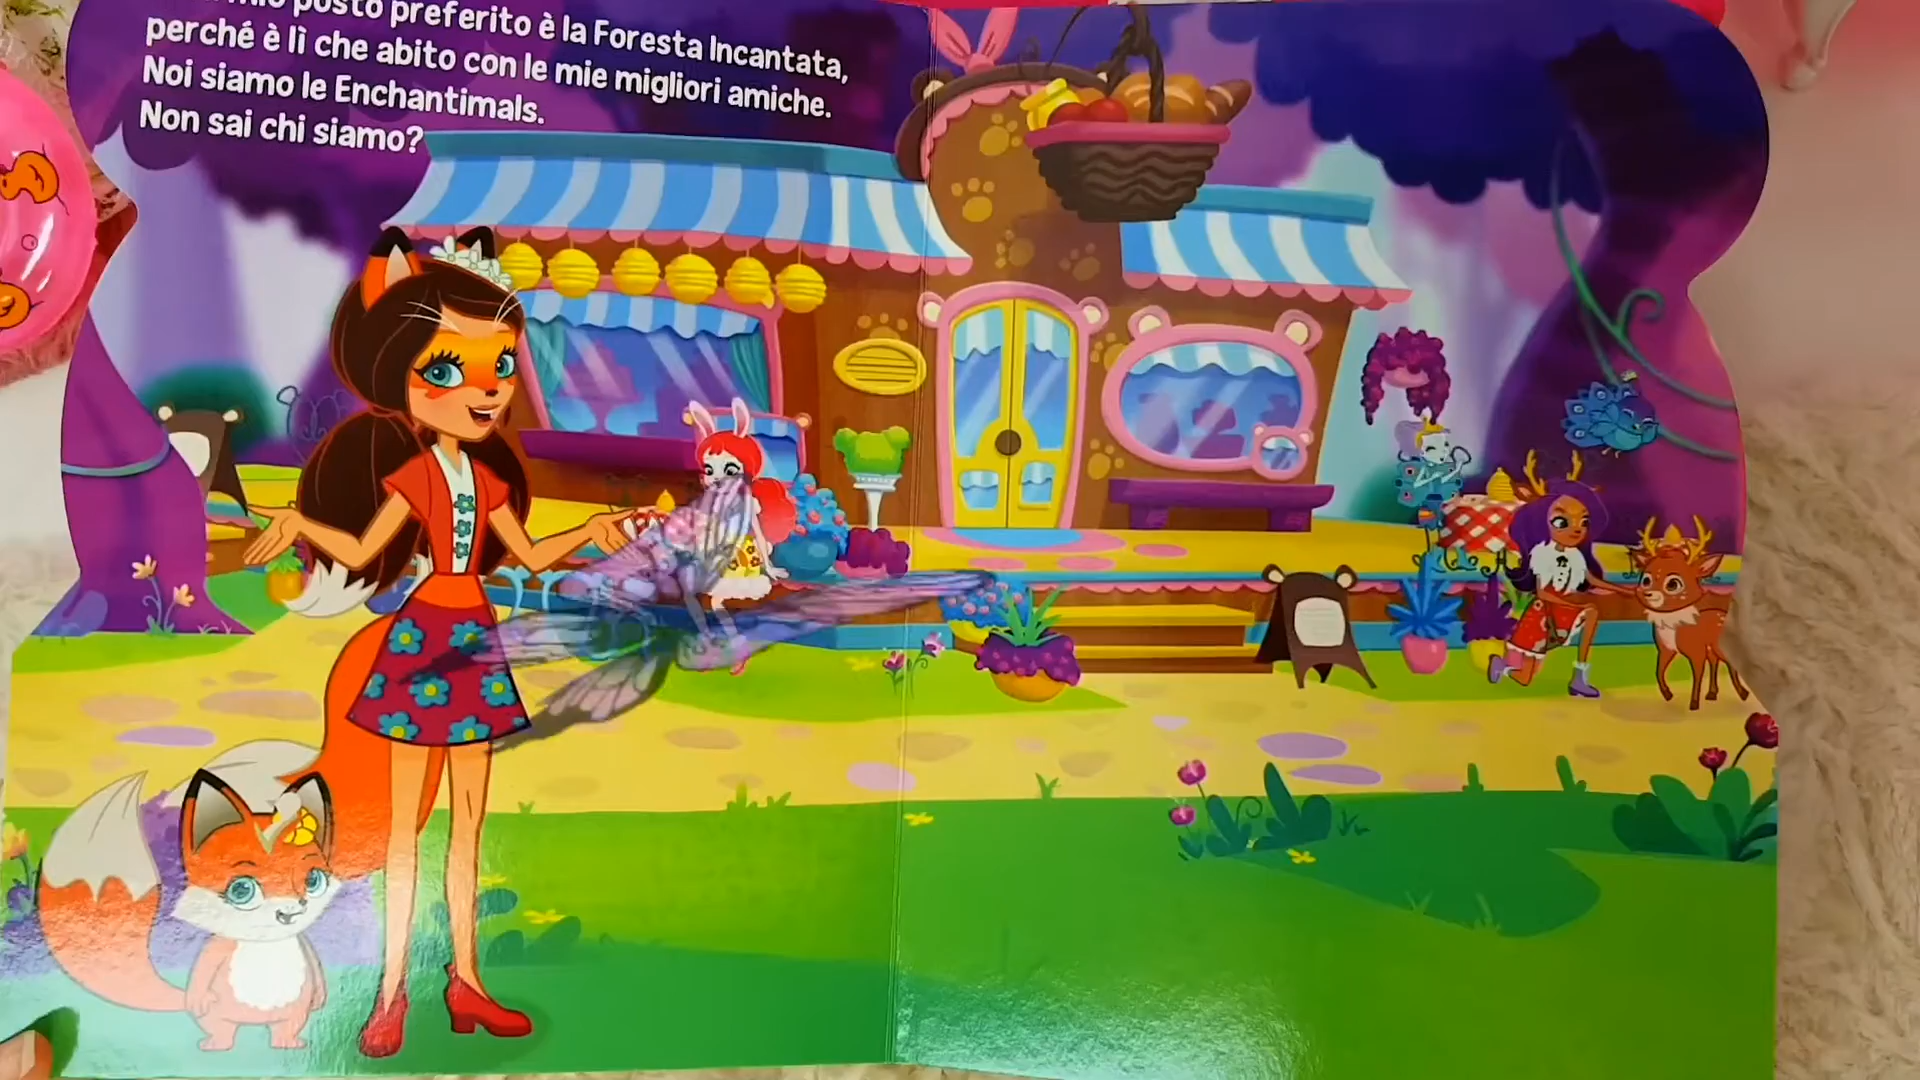 mio posto preferito è la Foresta Incantata,
perché è lì che abito con le mie migliori amiche.
Noi siamo le Enchantimals.
Non sai chi siamo?